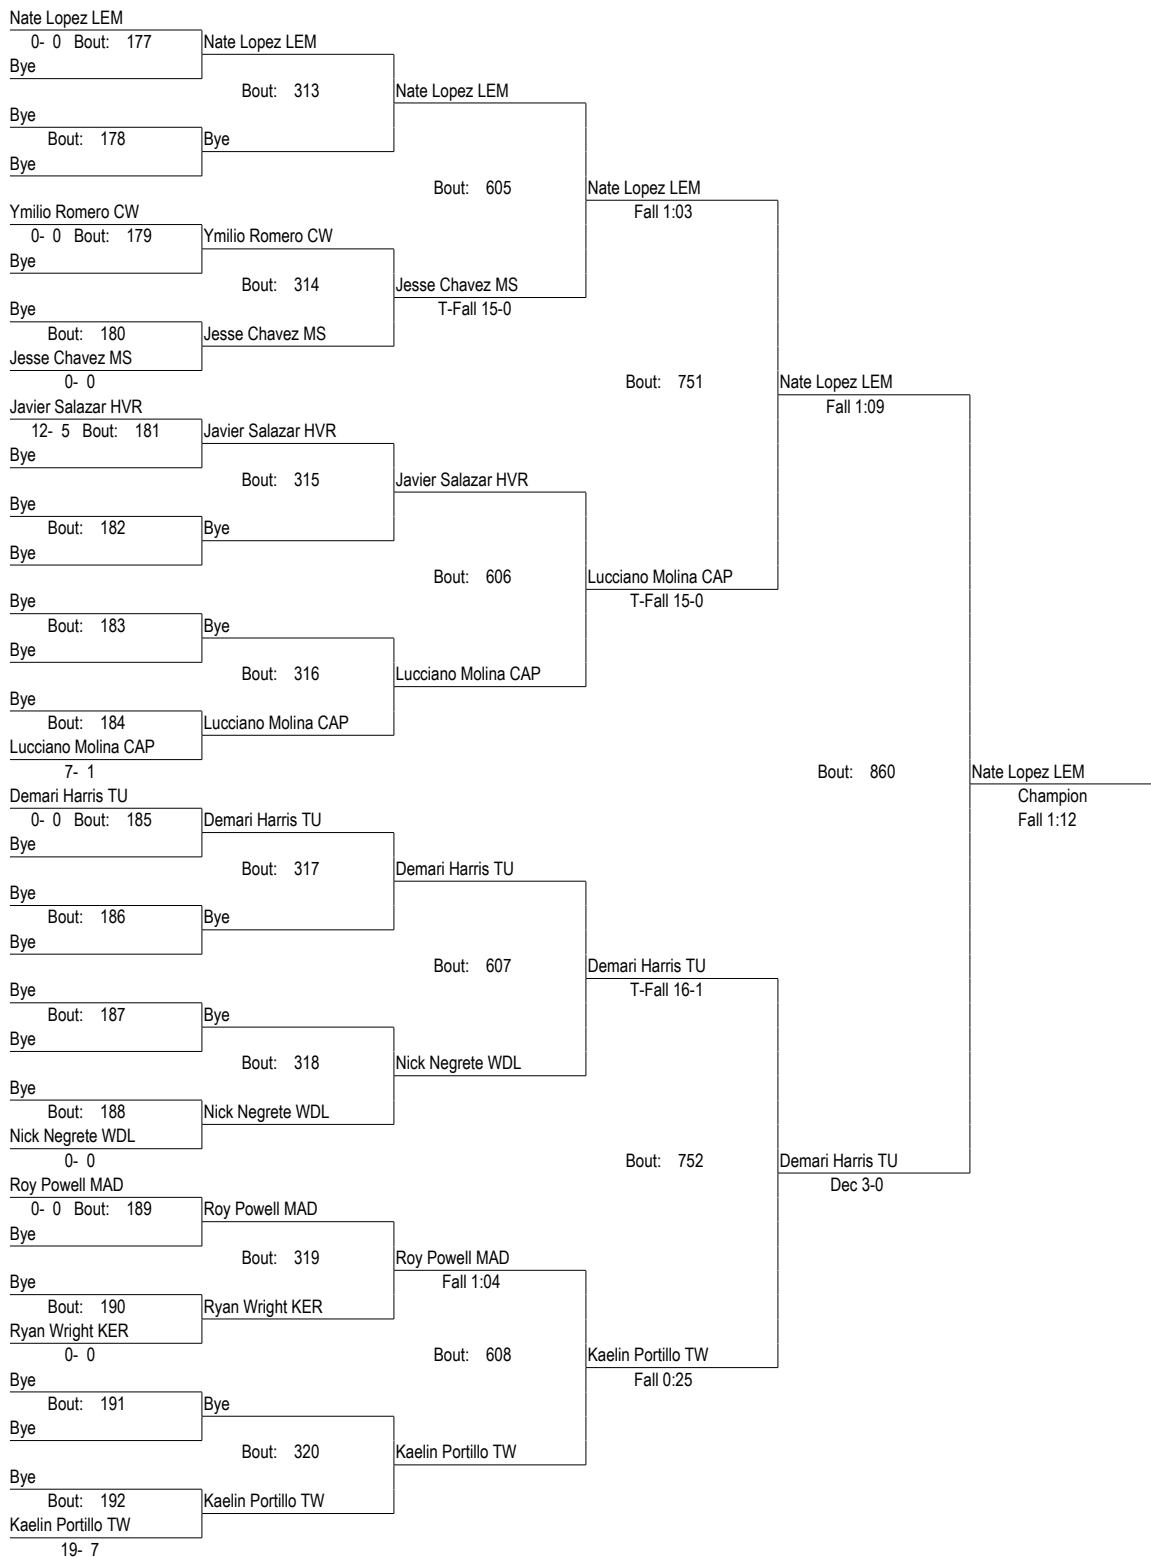 Nate Lopez LEM
0- 0 Bout: 177 Nate Lopez LEM
Bye
Bout: 313 Nate Lopez LEM
Bye
Bout: 178 Bye
Bye
Bout: 605 Nate Lopez LEM
Ymilio Romero CW Fall 1:03
0- 0 Bout: 179 Ymilio Romero CW
Bye
Bout: 314 Jesse Chavez MS
Bye T-Fall 15-0
Bout: 180 Jesse Chavez MS
Jesse Chavez MS
0- 0 Bout: 751 Nate Lopez LEM
Javier Salazar HVR Fall 1:09
12- 5 Bout: 181 Javier Salazar HVR
Bye
Bout: 315 Javier Salazar HVR
Bye
Bout: 182 Bye
Bye
Bout: 606 Lucciano Molina CAP
Bye T-Fall 15-0
Bout: 183 Bye
Bye
Bout: 316 Lucciano Molina CAP
Bye
Bout: 184 Lucciano Molina CAP
Lucciano Molina CAP
7- 1 Bout: 860 Nate Lopez LEM
Demari Harris TU Champion
0- 0 Bout: 185 Demari Harris TU Fall 1:12
Bye
Bout: 317 Demari Harris TU
Bye
Bout: 186 Bye
Bye
Bout: 607 Demari Harris TU
Bye T-Fall 16-1
Bout: 187 Bye
Bye
Bout: 318 Nick Negrete WDL
Bye
Bout: 188 Nick Negrete WDL
Nick Negrete WDL
0- 0 Bout: 752 Demari Harris TU
Roy Powell MAD Dec 3-0
0- 0 Bout: 189 Roy Powell MAD
Bye
Bout: 319 Roy Powell MAD
Bye Fall 1:04
Bout: 190 Ryan Wright KER
Ryan Wright KER
0- 0 Bout: 608 Kaelin Portillo TW
Bye Fall 0:25
Bout: 191 Bye
Bye
Bout: 320 Kaelin Portillo TW
Bye
Bout: 192 Kaelin Portillo TW
Kaelin Portillo TW
19- 7